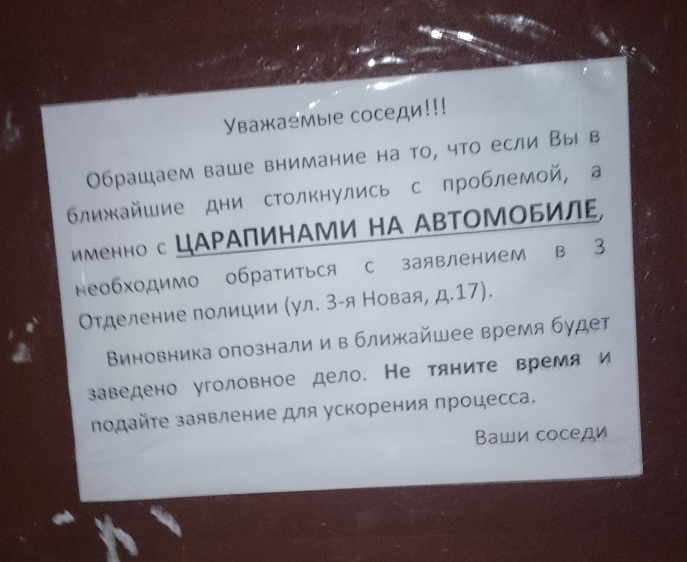 Уважаемые соседи!!!
Обращаем ваше внимание на то, что если Вы в
ближайшие дни столкнулись с проблемой, а
именно с ЦАРАПИНАМИ НА АВТОМОБИЛЕ,
необходимо обратиться с заявлением в 3
Отделение полиции (ул. 3-я Новая, д.17).
Виновника опознали и в ближайшее время будет
заведено уголовное дело. Не тяните время и
подайте заявление для ускорения процесса.
Ваши соседи